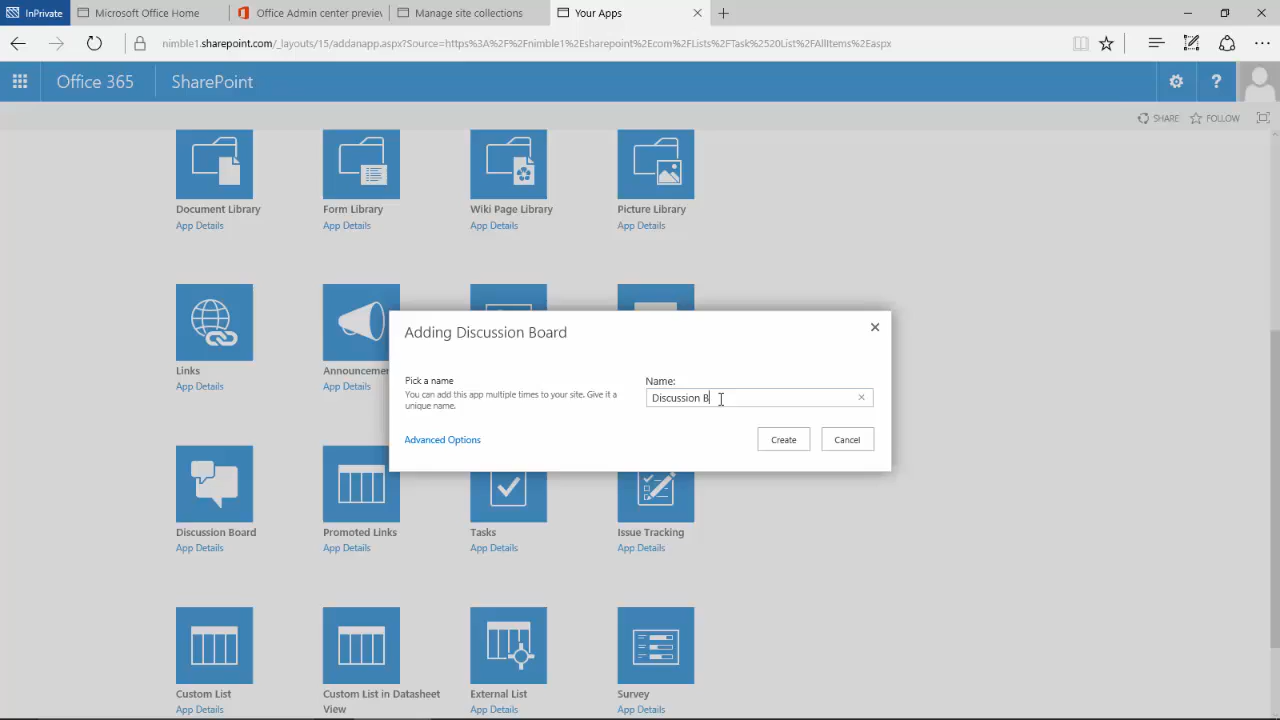 InPrivate
Microsoft Office Home
Office Admin center preview
Manage site collections
Your Apps
nimble1.sharepoint.com/_layouts/15/addanapp.aspx?Source=https%3A%2F%2Fnimble1%2Esharepoint%2Ecom%2FLists%2FTask%2520List%2FAllItems%2Easpx
Office 365
SharePoint
?
SHARE
FOLLOW
Document Library
Form Library
Wiki Page Library
Picture Library
App Details
App Details
App Details
App Details
Links
Announcemen
App Details
App Details
Adding Discussion Board
Pick a name
You can add this app multiple times to your site. Give it a
unique name.
Name:
Discussion B
Advanced Options
Create
Cancel
Discussion Board
Promoted Links
Tasks
Issue Tracking
App Details
App Details
App Details
App Details
Custom List
Custom List in Datasheet
View
External List
Survey
App Details
App Details
App Details